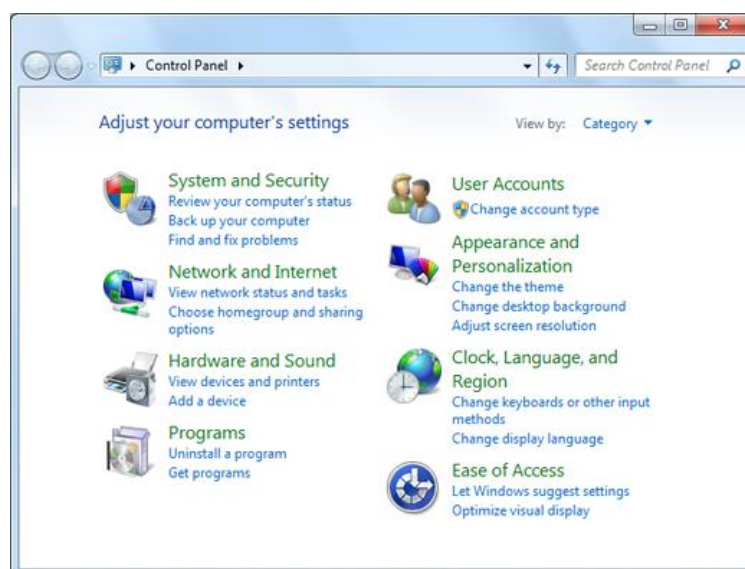 Control Panel
Search Control Panel
Adjust your computer's settings
View by: Category
System and Security
Review your computer's status
Back up your computer
Find and fix problems
Network and Internet
View network status and tasks
Choose homegroup and sharing
options
Hardware and Sound
View devices and printers
Add a device
Programs
Uninstall a program
Get programs
User Accounts
Change account type
Appearance and
Personalization
Change the theme
Change desktop background
Adjust screen resolution
Clock, Language, and
Region
Change keyboards or other input
methods
Change display language
Ease of Access
Let Windows suggest settings
Optimize visual display